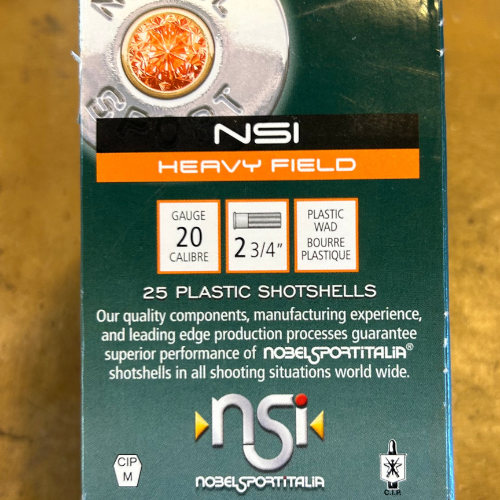 NSI
HEAVY FIELD
GAUGE
20
CALIBRE
2 3/4"
PLASTIC
WAD
BOURRE
PLASTIQUE
25 PLASTIC SHOTSHELLS
Our quality components, manufacturing experience,
and leading edge production processes guarantee
superior performance of NOBELSPORTITALIA®
shotshells in all shooting situations world wide.
nsi
NOBELSPORTITALIA
CIP
M
C.I.P.